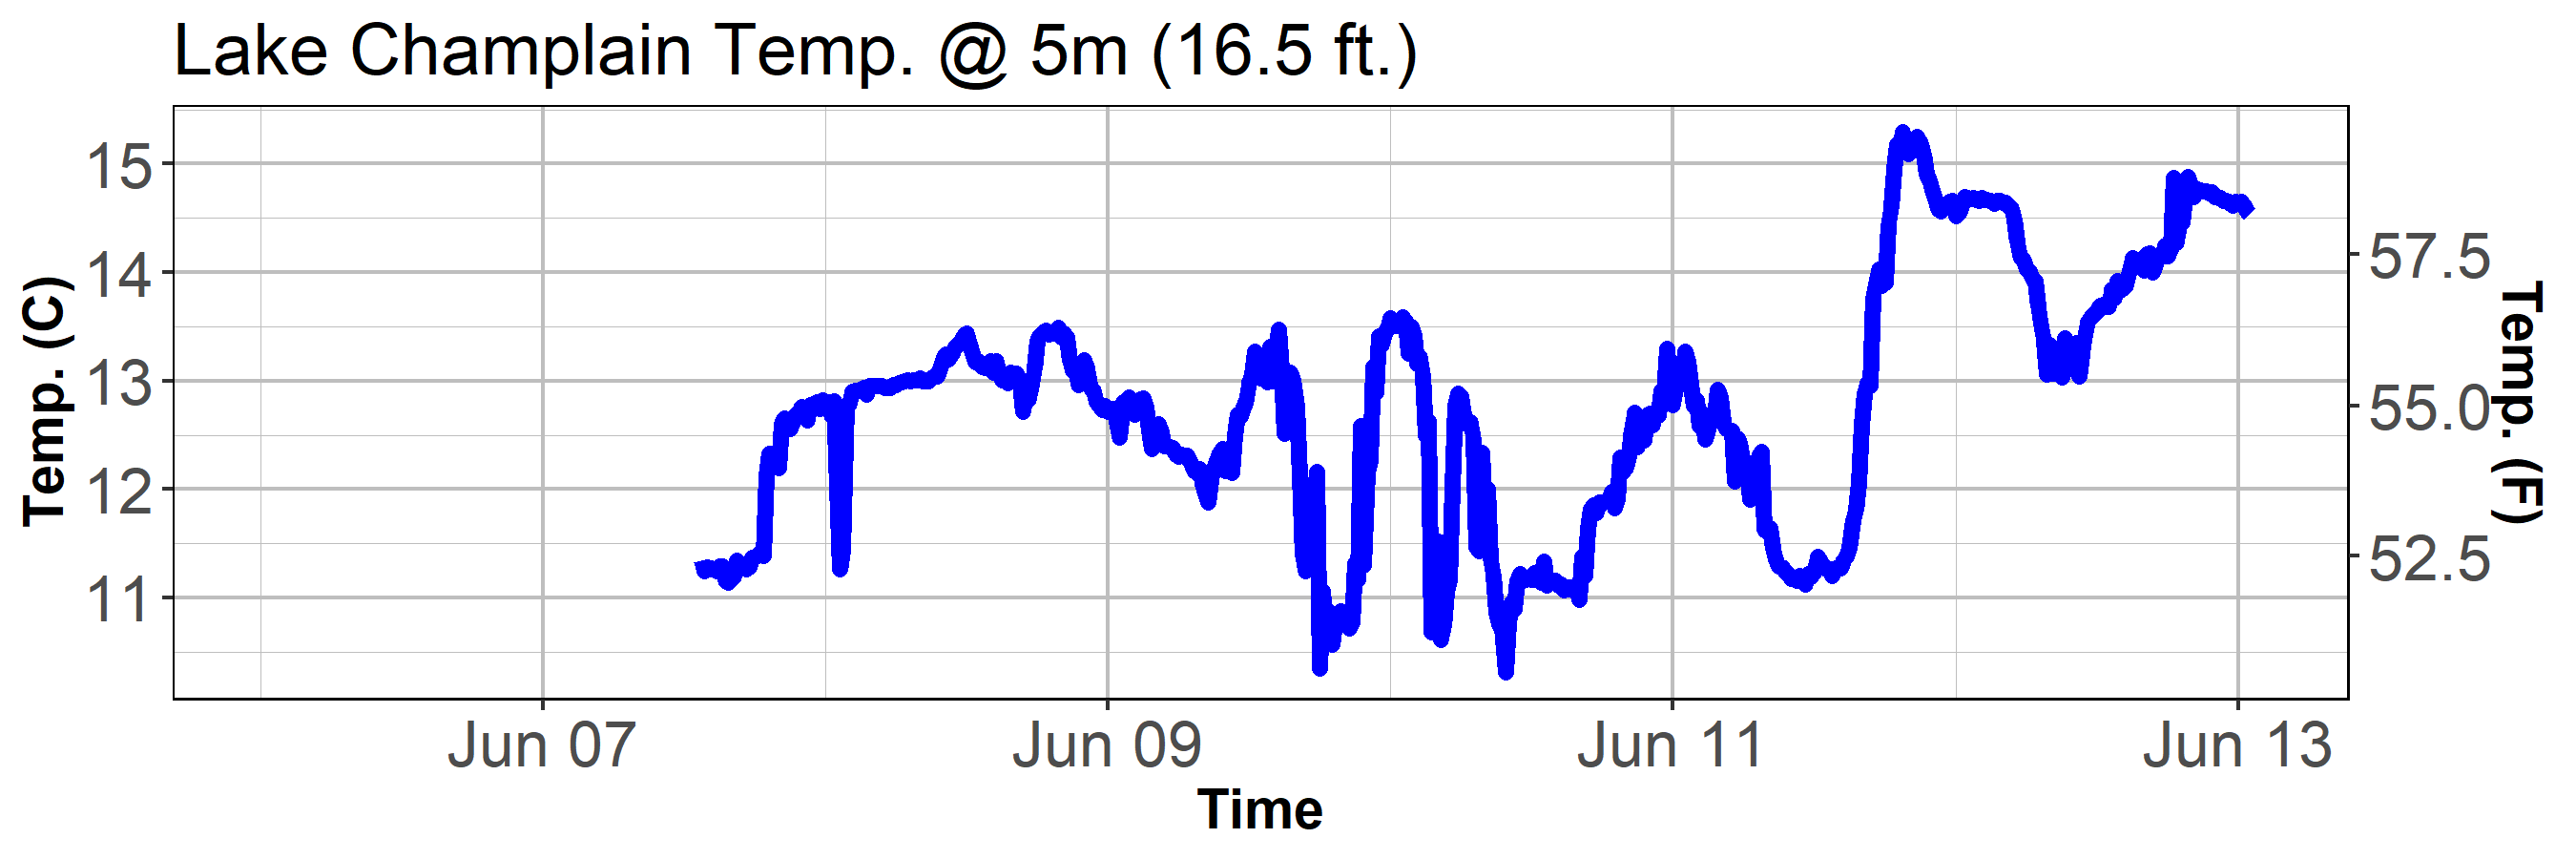 Lake Champlain Temp. @ 5m (16.5 ft.)
Temp. (C)
15
14
13
12
11
57.5
55.0
52.5
Temp. (F)
Jun 07
Jun 09
Jun 11
Jun 13
Time